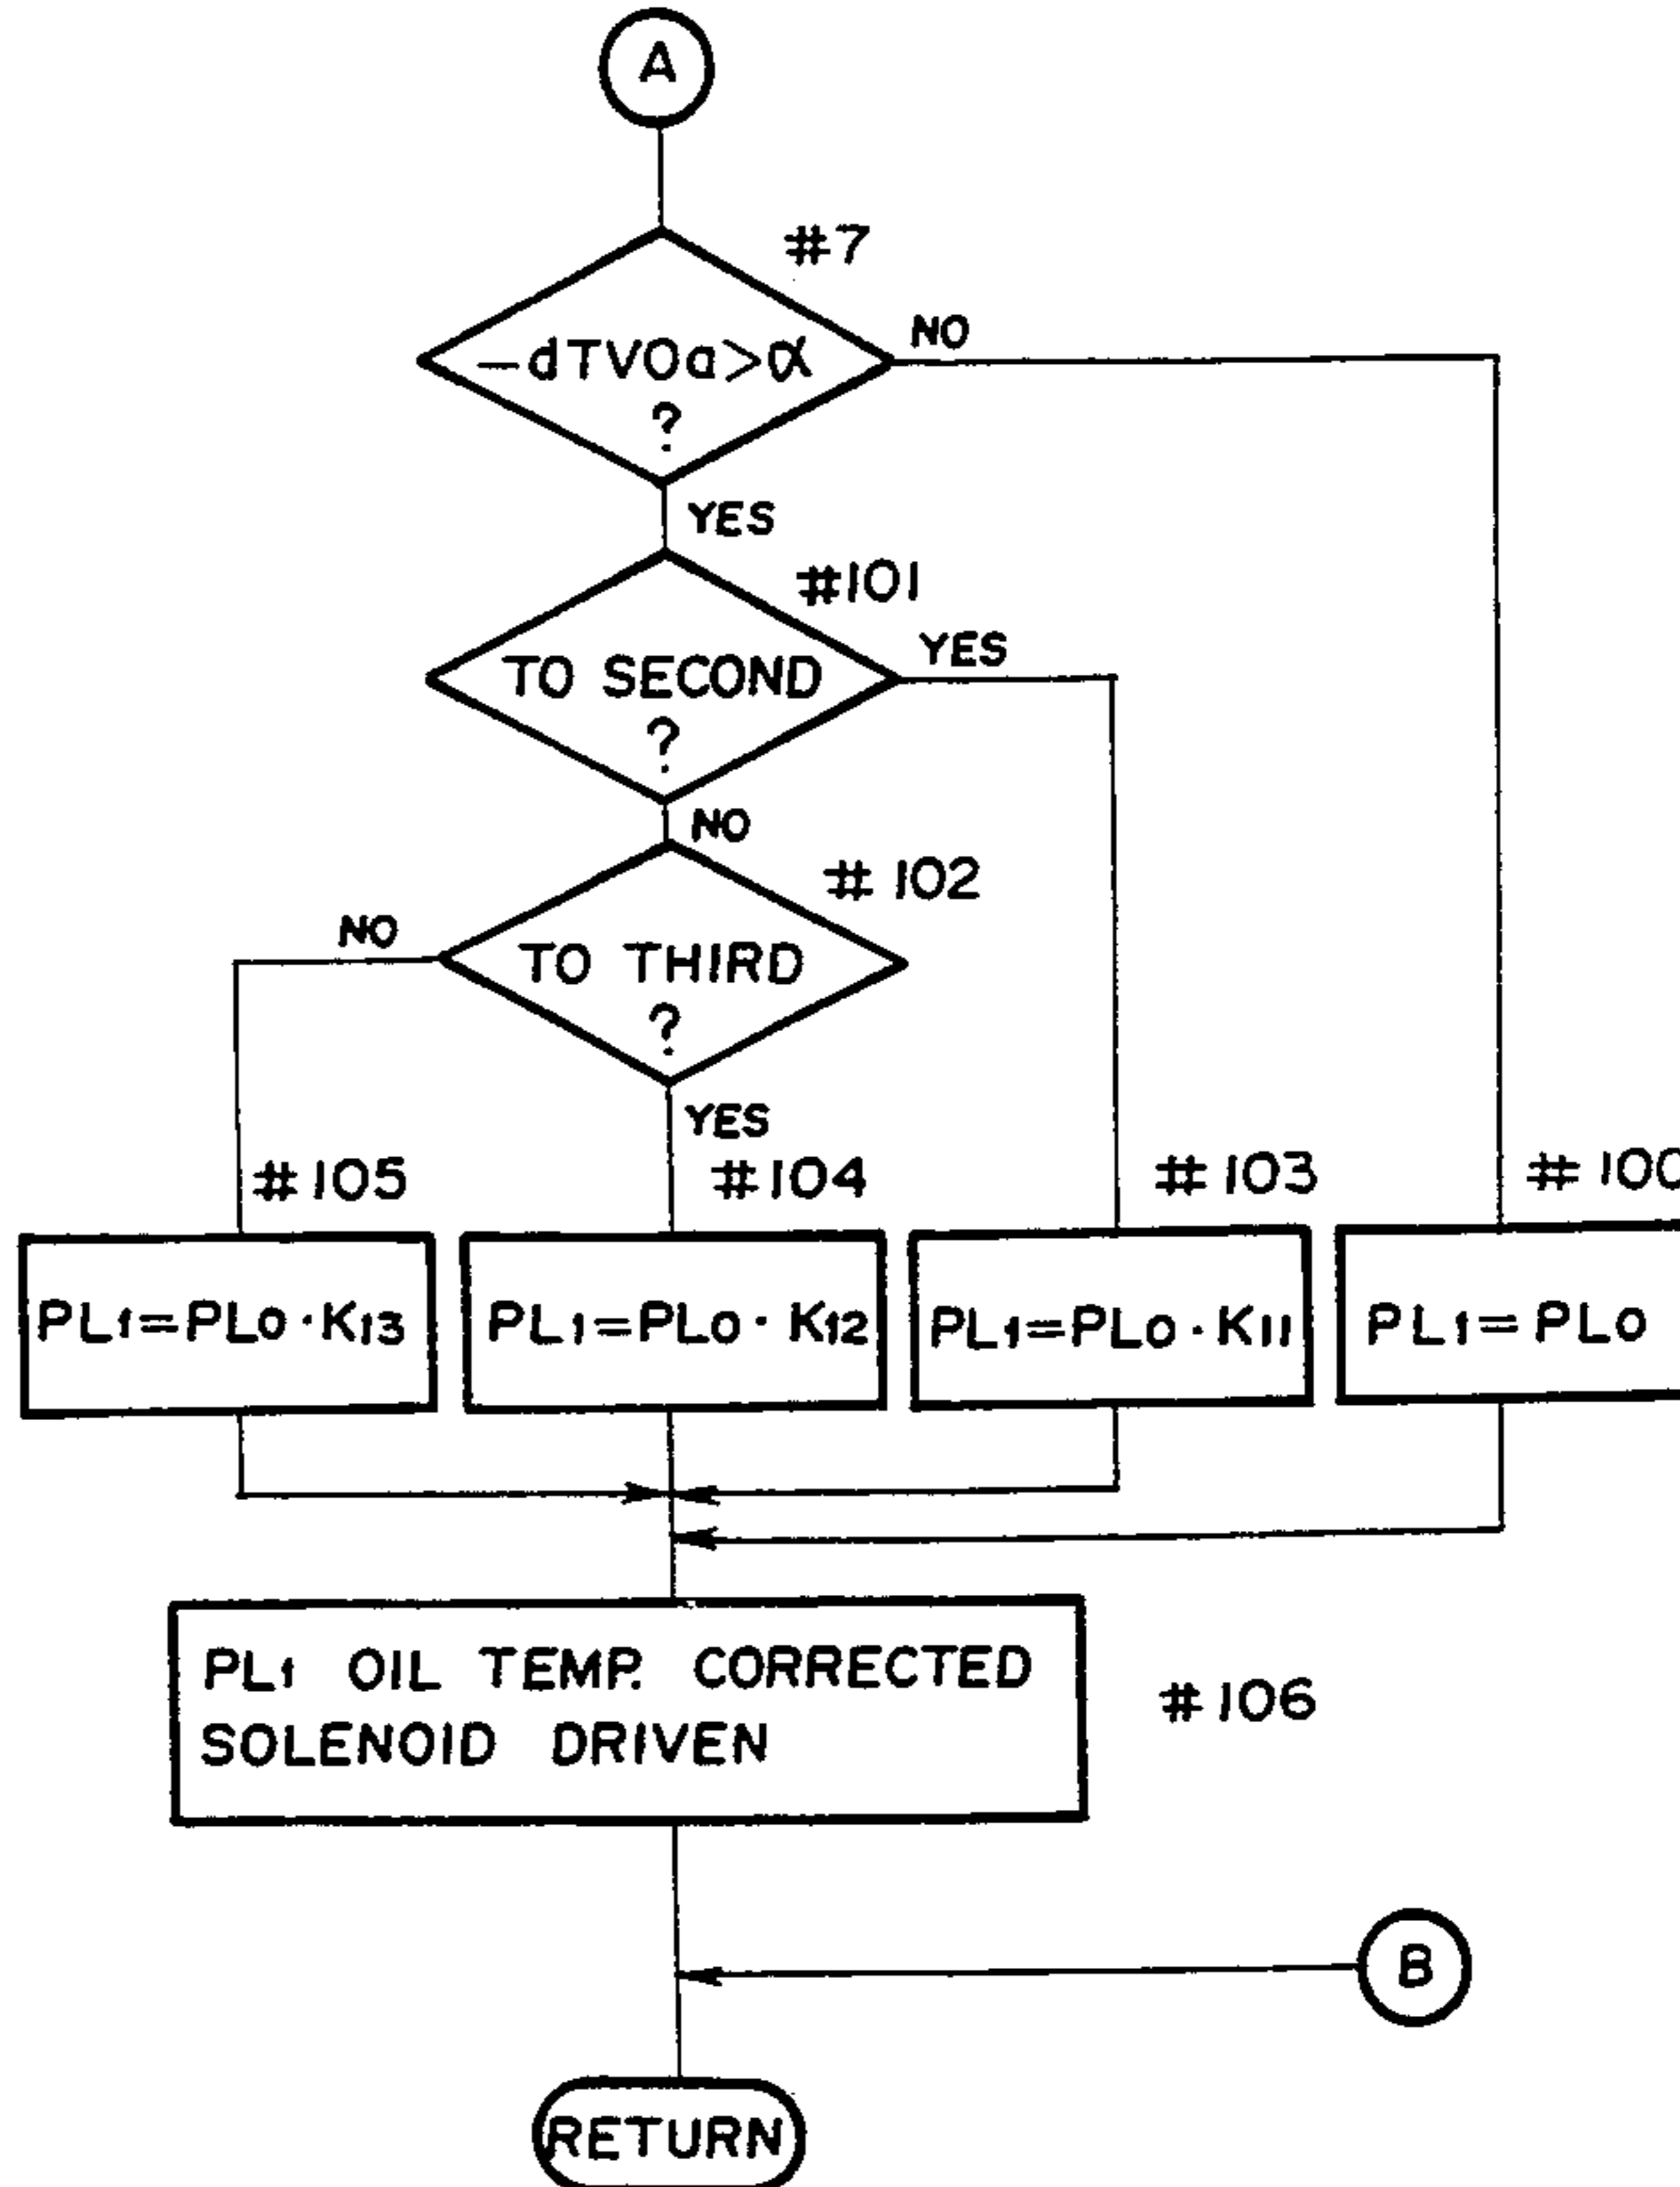 A
#7
-dTVOa>α
?
NO
YES
#101
TO SECOND
?
YES
NO
#102
TO THIRD
?
NO
YES
#105
#104
#103
#100
PL1=PL0·K13
PL1=PL0·K12
PL1=PL0·K11
PL1=PL0
PL1 OIL TEMP. CORRECTED
SOLENOID DRIVEN
#106
B
RETURN